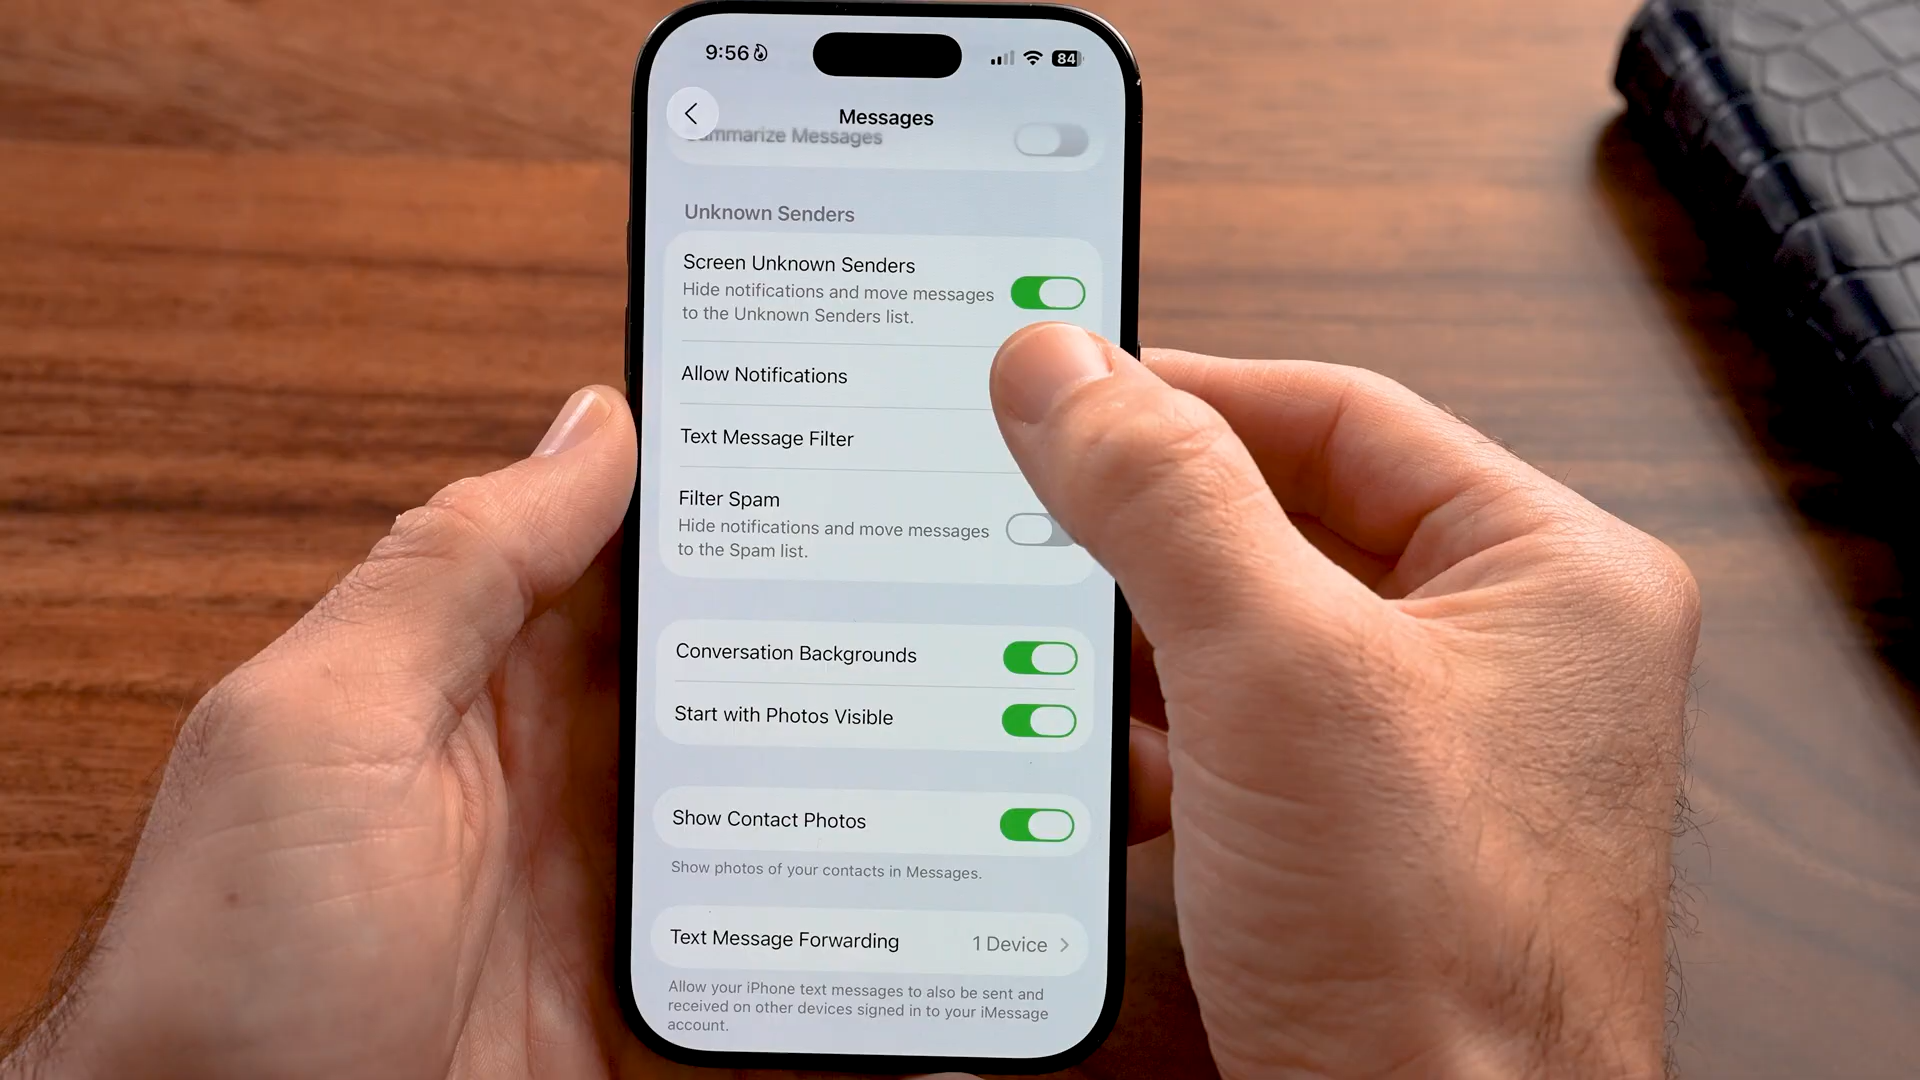 9:56
84
Messages
Summarize Messages
Unknown Senders
Screen Unknown Senders
Hide notifications and move messages
to the Unknown Senders list.
Allow Notifications
Text Message Filter
Filter Spam
Hide notifications and move messages
to the Spam list.
Conversation Backgrounds
Start with Photos Visible
Show Contact Photos
Show photos of your contacts in Messages.
Text Message Forwarding 1 Device
Allow your iPhone text messages to also be sent and
received on other devices signed in to your iMessage
account.